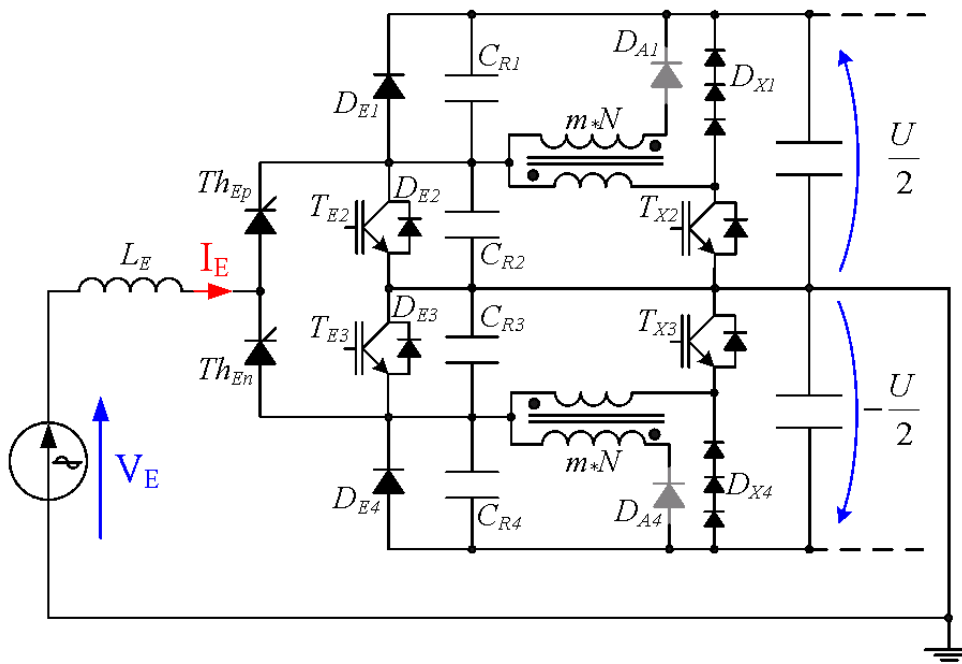 C_R1
D_A1
D_X1
D_E1
m*N
U/2
Th_Ep
D_E2
T_E2
T_X2
C_R2
L_E
I_E
D_E3
C_R3
T_E3
T_X3
Th_En
-U/2
V_E
m*N
D_E4
C_R4
D_A4
D_X4